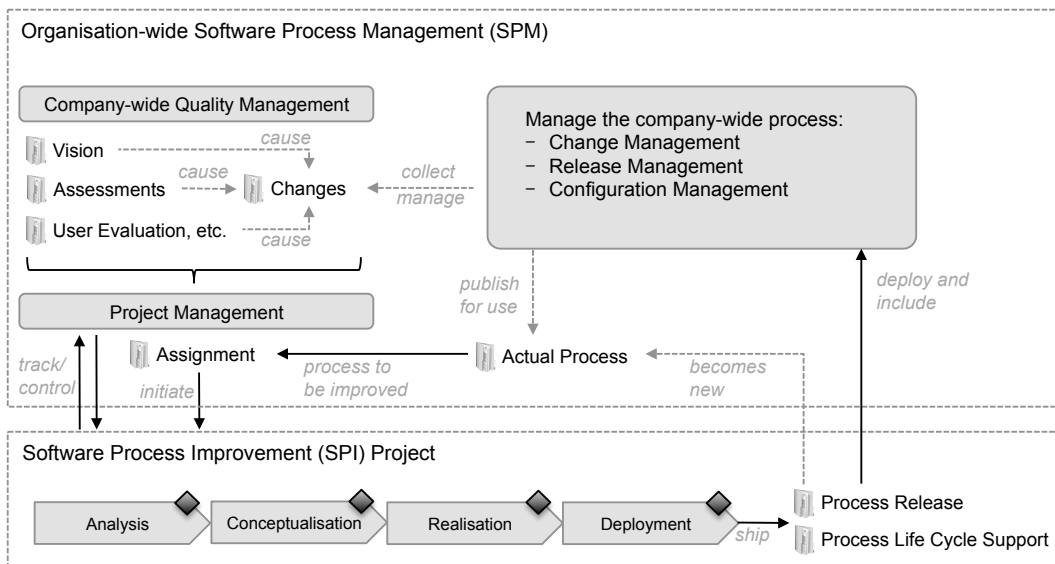 Organisation-wide Software Process Management (SPM)
Company-wide Quality Management
Vision
cause
Assessments
cause
Changes
User Evaluation, etc.
cause
collect
manage
Manage the company-wide process:
− Change Management
− Release Management
− Configuration Management
publish
for use
deploy and
include
Project Management
track/
control
Assignment
initiate
process to
be improved
Actual Process
becomes
new
Software Process Improvement (SPI) Project
Analysis
Conceptualisation
Realisation
Deployment
ship
Process Release
Process Life Cycle Support